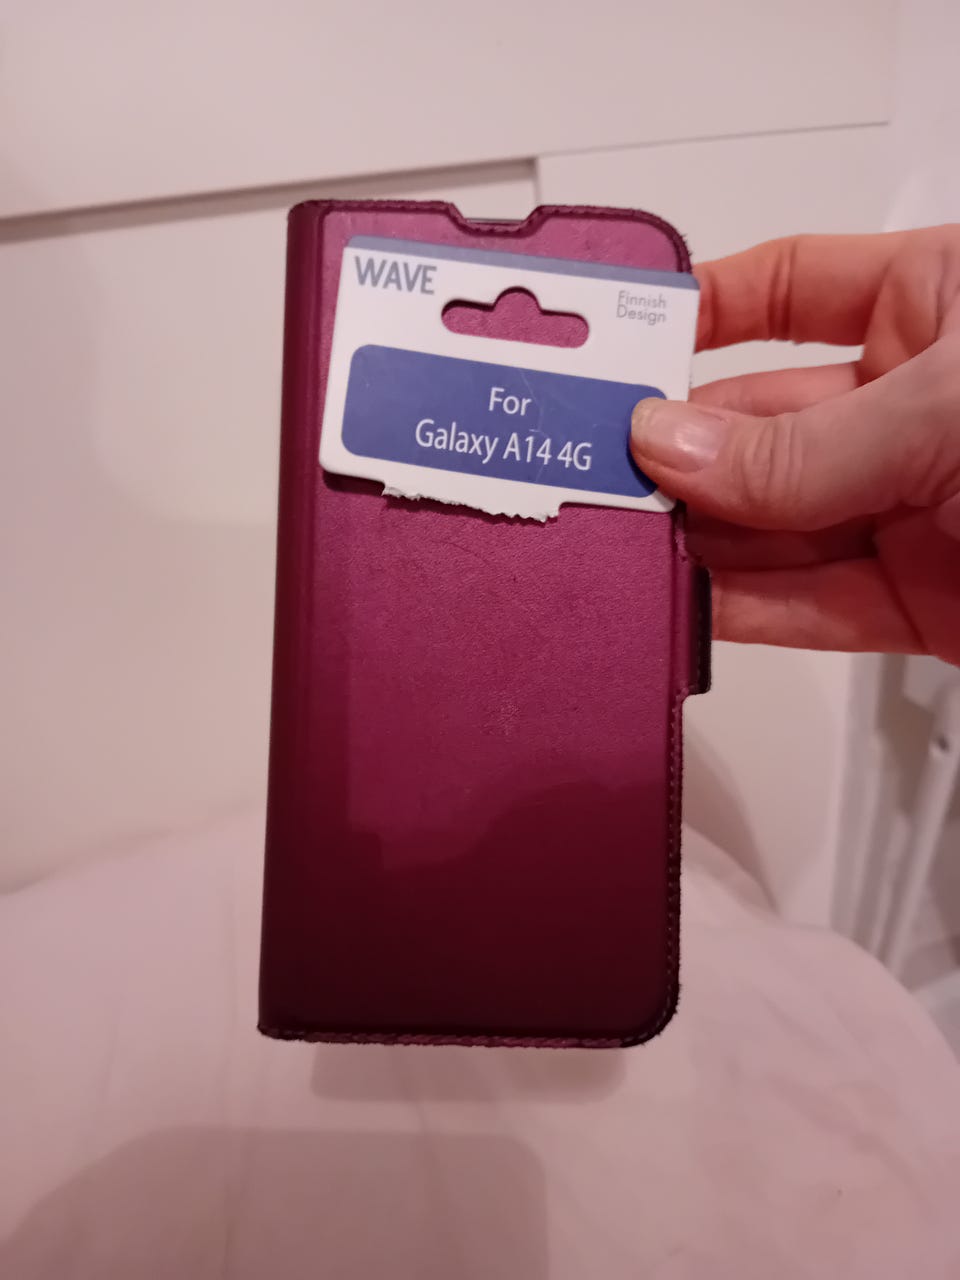 WAVE
Finnish
Design
For
Galaxy A14 4G